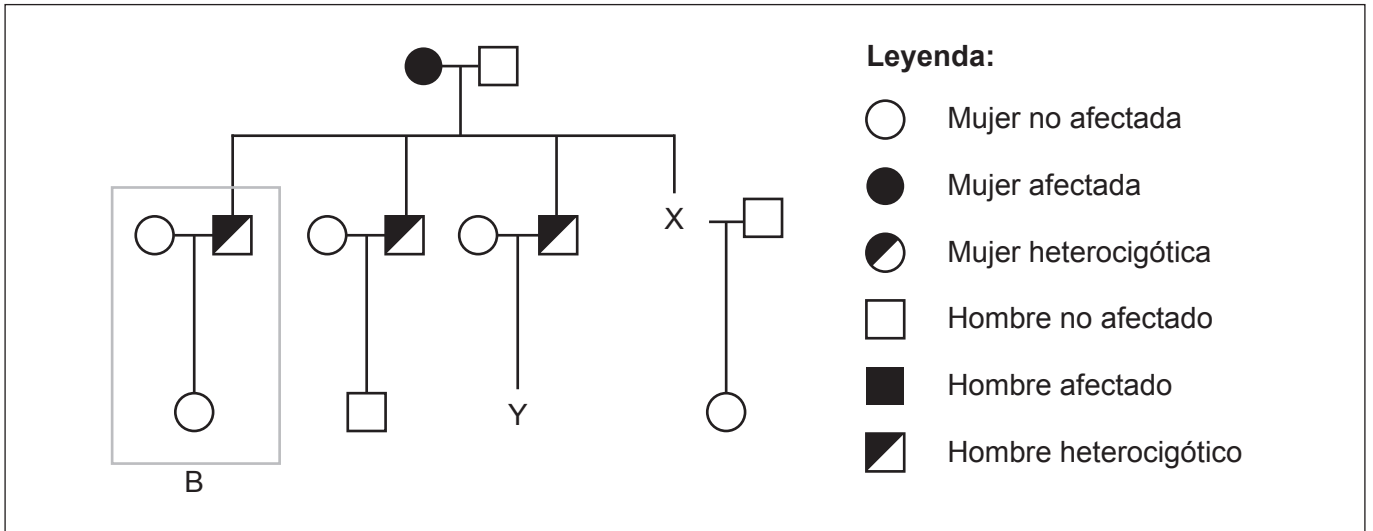 Leyenda:
Mujer no afectada
Mujer afectada
Mujer heterocigótica
Hombre no afectado
Hombre afectado
Hombre heterocigótico
X
Y
B